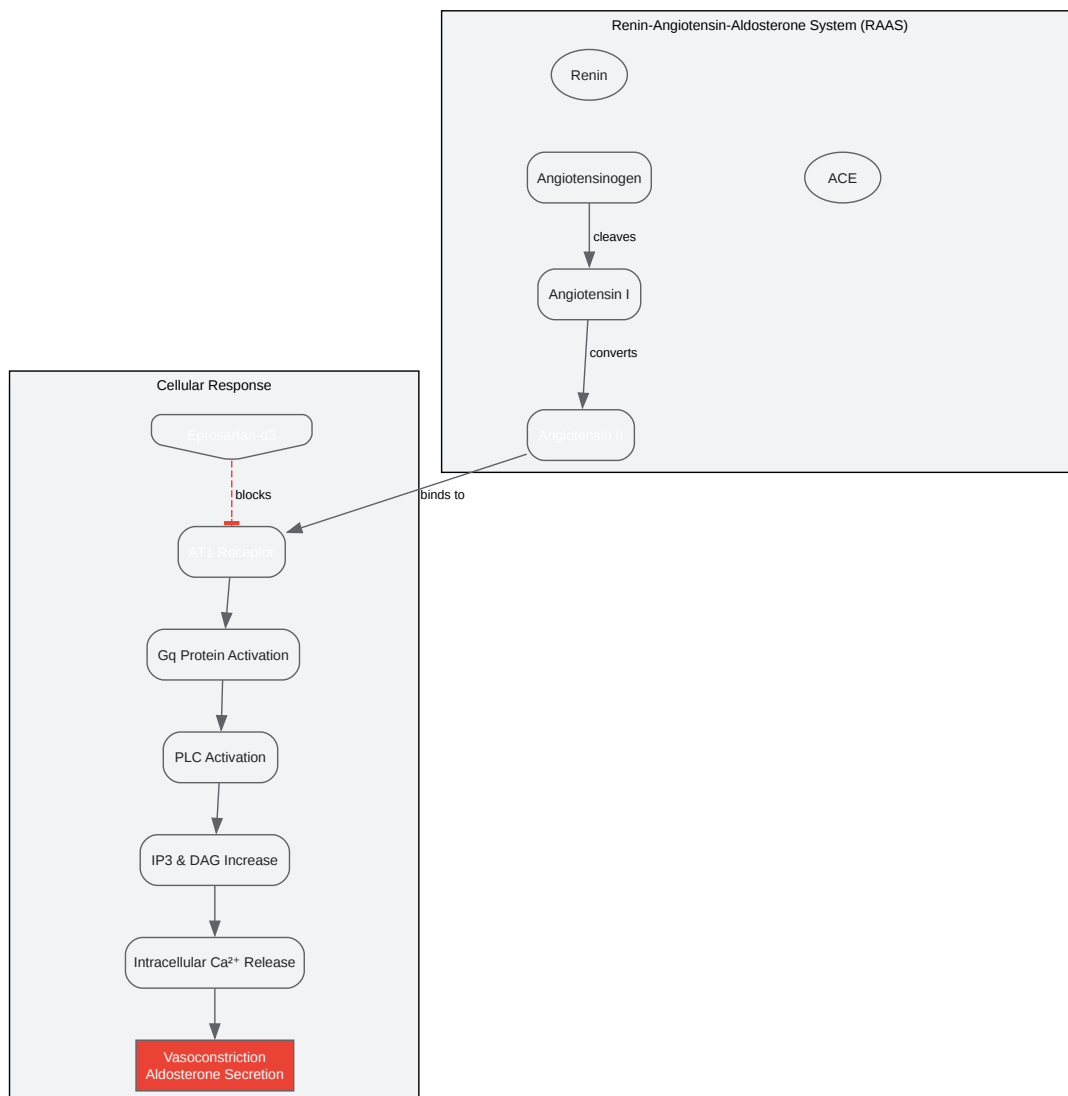 Renin-Angiotensin-Aldosterone System (RAAS)
Renin
Angiotensinogen
ACE
cleaves
Angiotensin I
converts
Angiotensin II
binds to
Cellular Response
Eprosartan-d3
blocks
AT1 Receptor
Gq Protein Activation
PLC Activation
IP3 & DAG Increase
Intracellular Ca²⁺ Release
Vasoconstriction
Aldosterone Secretion